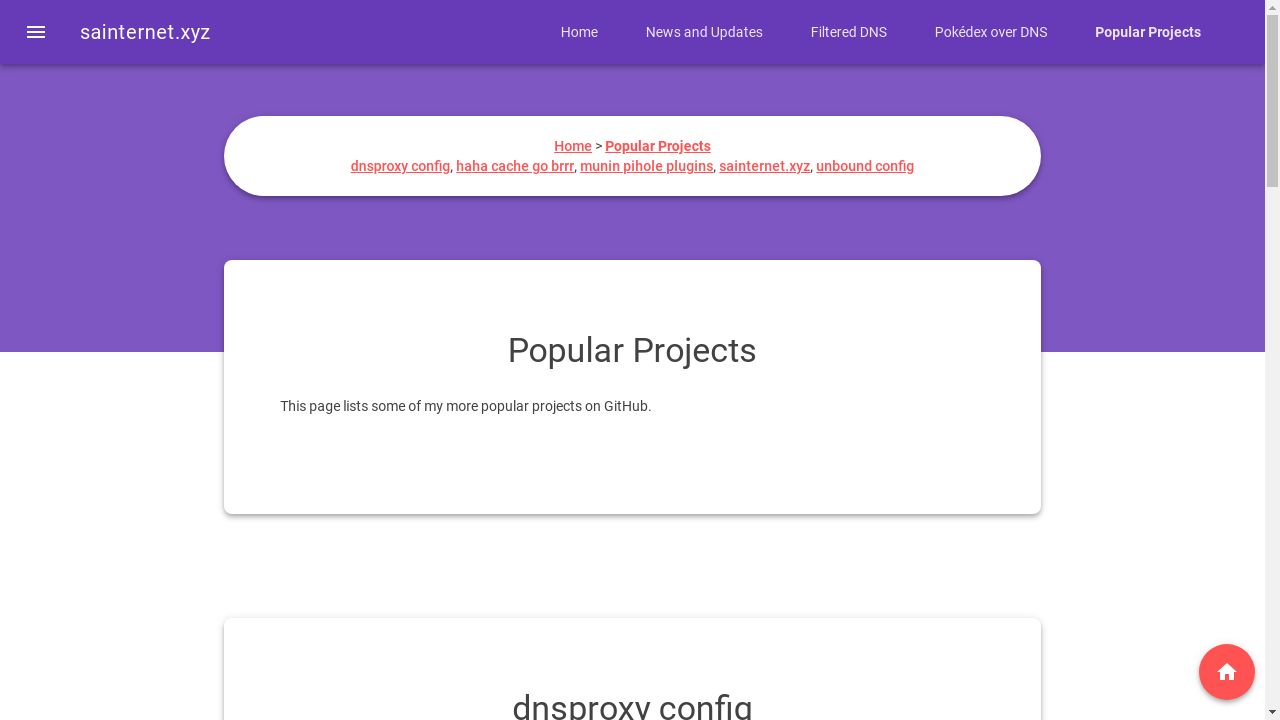 sainternet.xyz
Home
News and Updates
Filtered DNS
Pokédex over DNS
Popular Projects
Home > Popular Projects
dnsproxy config, haha cache go brrr, munin pihole plugins, sainternet.xyz, unbound config
Popular Projects
This page lists some of my more popular projects on GitHub.
dnsproxy config